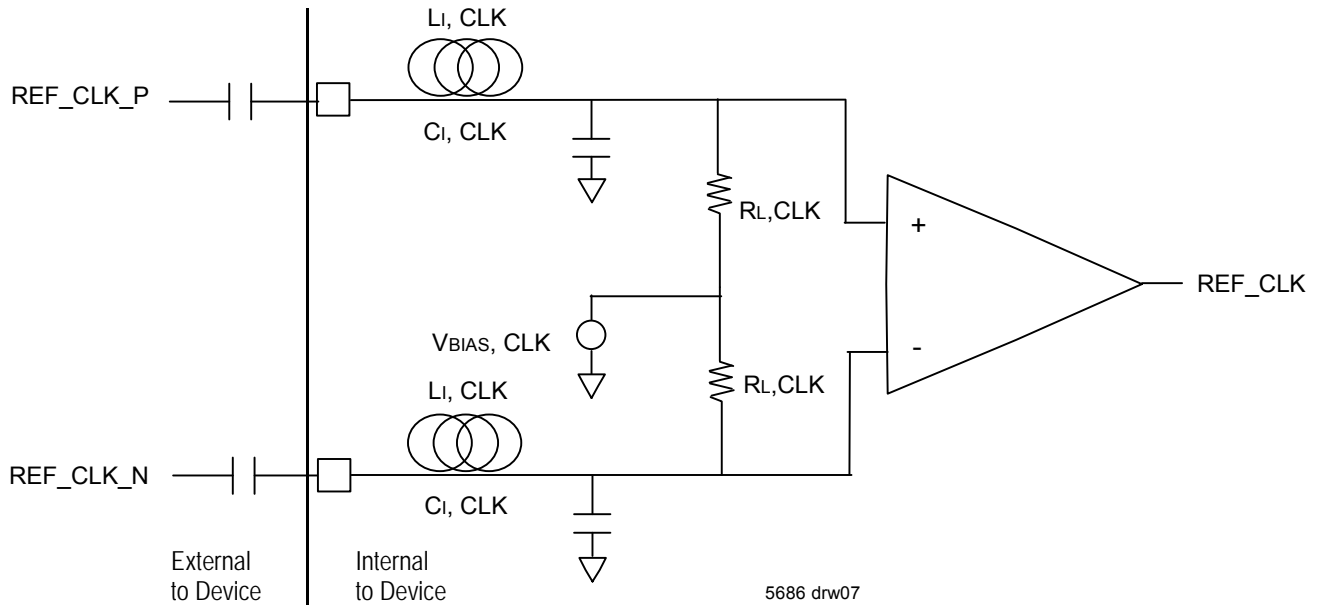 LI, CLK
REF_CLK_P
CI, CLK
RL,CLK
+
REF_CLK
VBIAS, CLK
-
LI, CLK
RL,CLK
REF_CLK_N
CI, CLK
External
to Device
Internal
to Device
5686 drw07